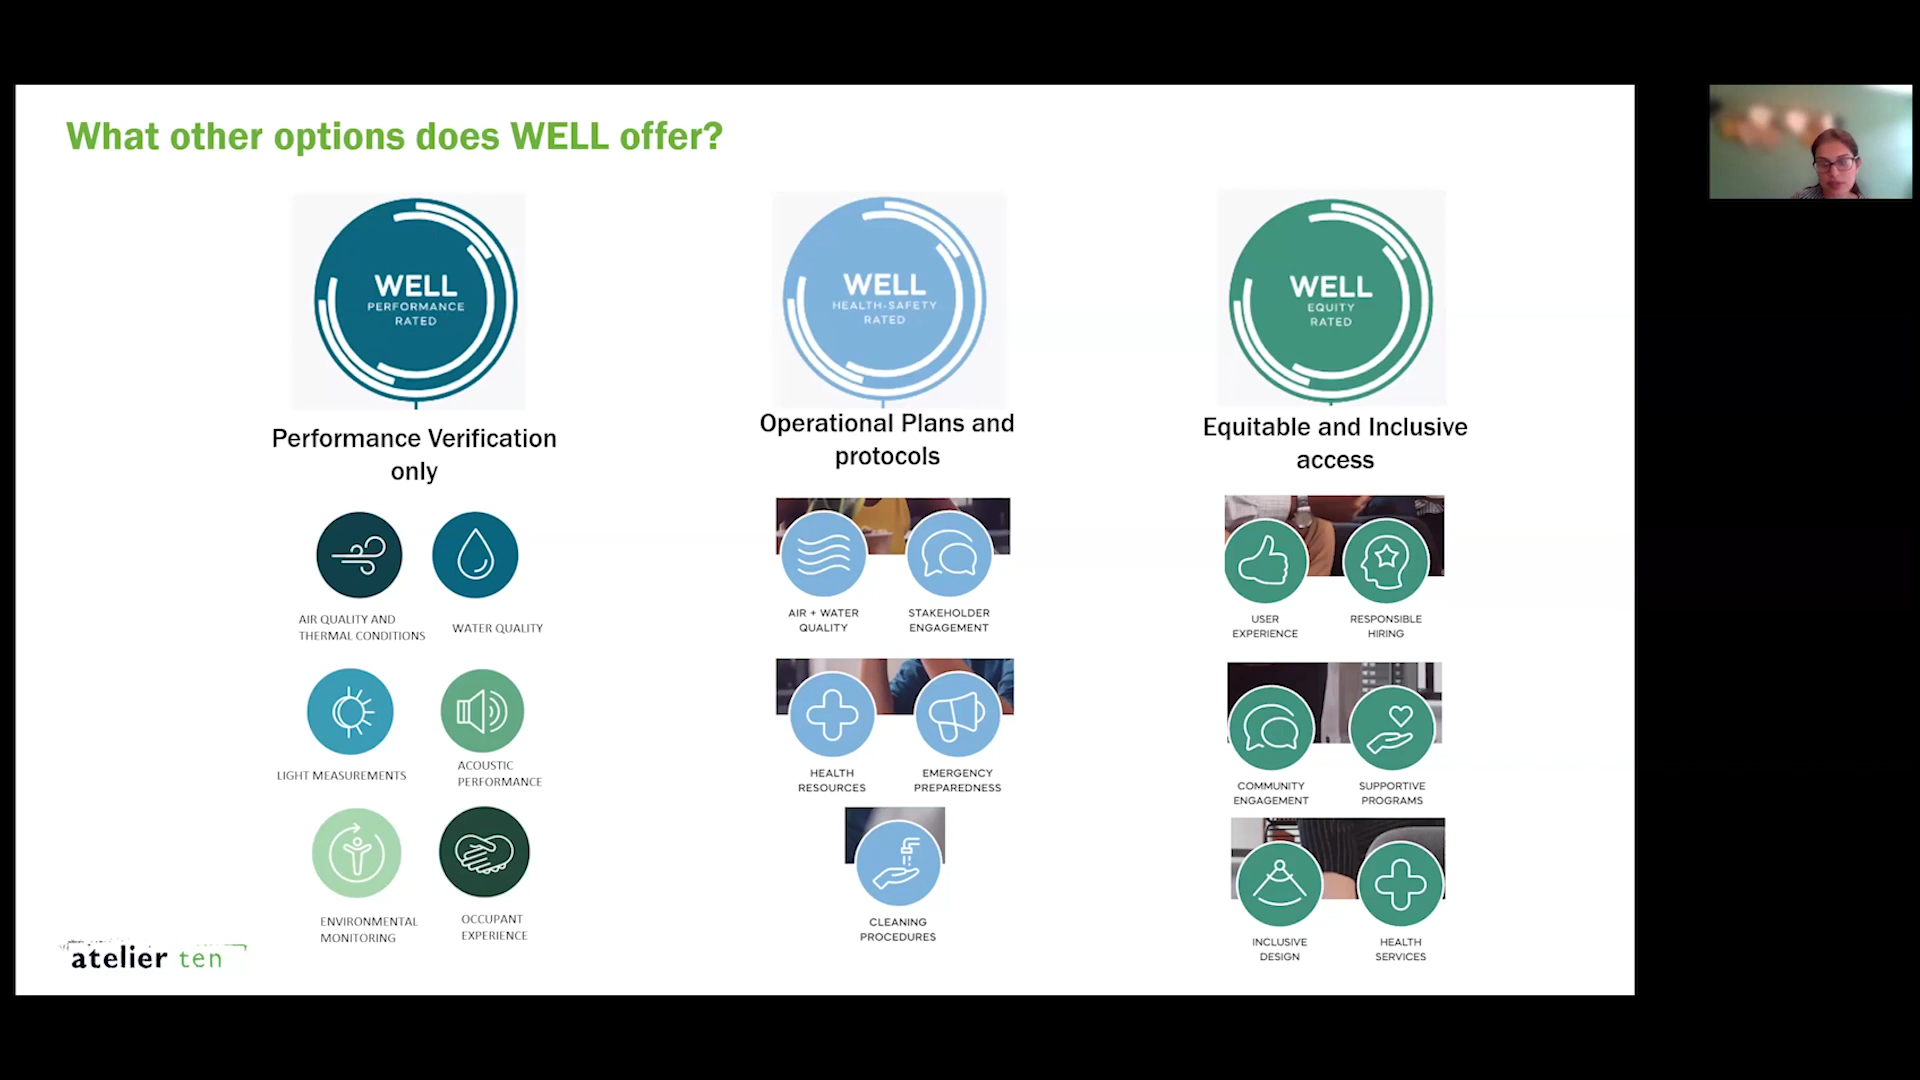 What other options does WELL offer?
WELL
PERFORMANCE
RATED
Performance Verification
only
AIR QUALITY AND
THERMAL CONDITIONS
WATER QUALITY
LIGHT MEASUREMENTS
ACOUSTIC
PERFORMANCE
ENVIRONMENTAL
MONITORING
OCCUPANT
EXPERIENCE
WELL
HEALTH-SAFETY
RATED
Operational Plans and
protocols
AIR + WATER
QUALITY
STAKEHOLDER
ENGAGEMENT
HEALTH
RESOURCES
EMERGENCY
PREPAREDNESS
CLEANING
PROCEDURES
WELL
EQUITY
RATED
Equitable and Inclusive
access
USER
EXPERIENCE
RESPONSIBLE
HIRING
COMMUNITY
ENGAGEMENT
SUPPORTIVE
PROGRAMS
INCLUSIVE
DESIGN
HEALTH
SERVICES
atelier ten